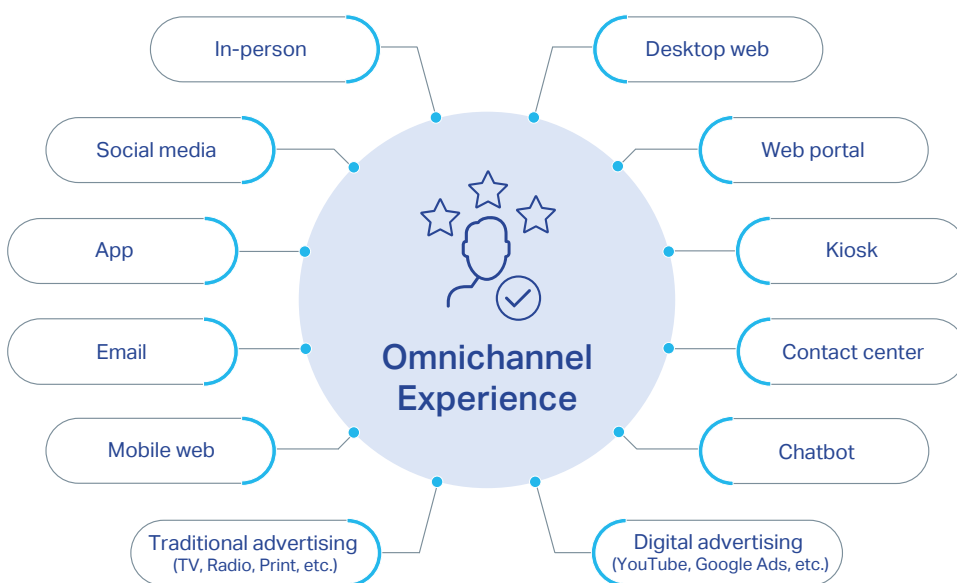 In-person
Desktop web
Social media
Web portal
App
Kiosk
Email
Contact center
Omnichannel
Experience
Mobile web
Chatbot
Traditional advertising
(TV, Radio, Print, etc.)
Digital advertising
(YouTube, Google Ads, etc.)